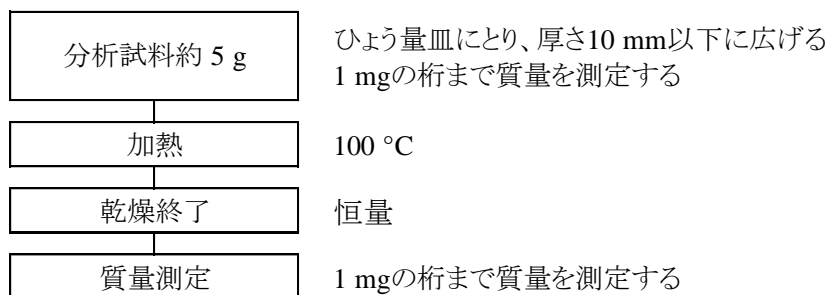 分析試料約 5 g
ひょう量皿にとり、厚さ10 mm以下に広げる
1 mgの桁まで質量を測定する
加熱
100 °C
乾燥終了
恒量
質量測定
1 mgの桁まで質量を測定する